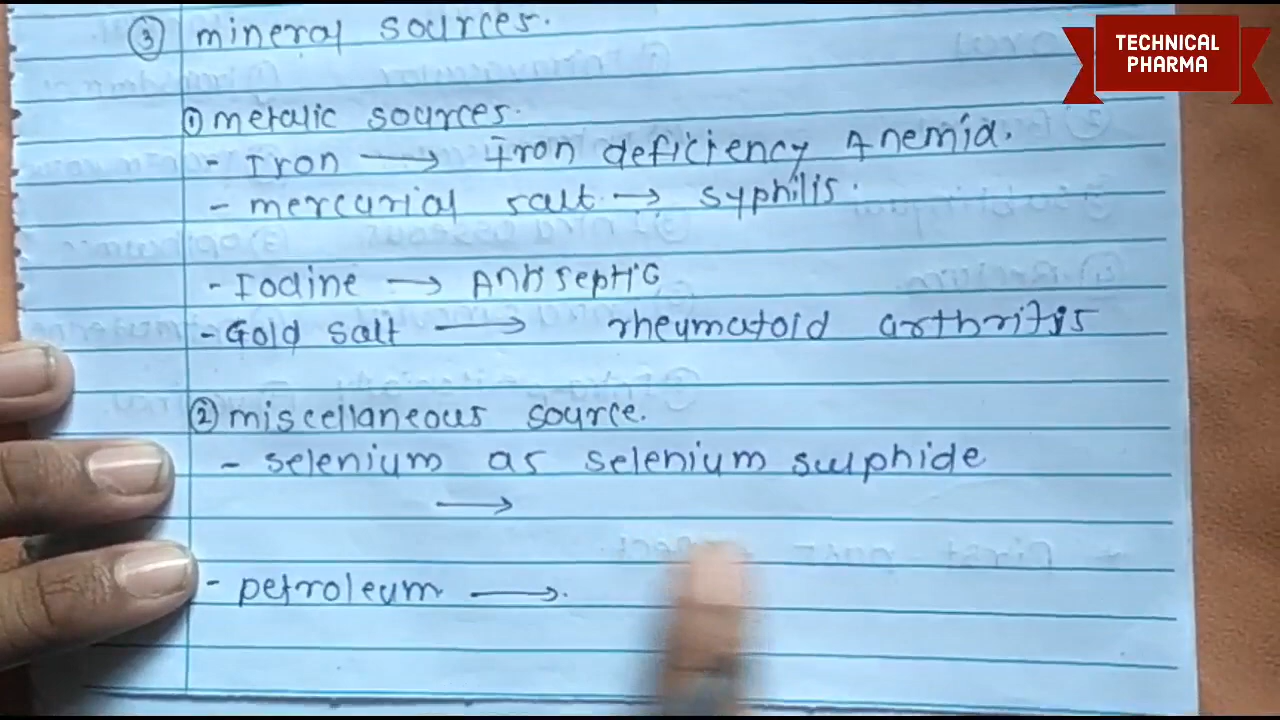 TECHNICAL
PHARMA
③ mineral sources.
① metalic sources.
- Iron → Iron deficiency Anemia.
- mercurial salt → syphilis.
- Iodine → Antiseptic
- Gold salt → rheumatoid arthritis
② miscellaneous source.
- selenium as selenium sulphide
→
- petroleum →.